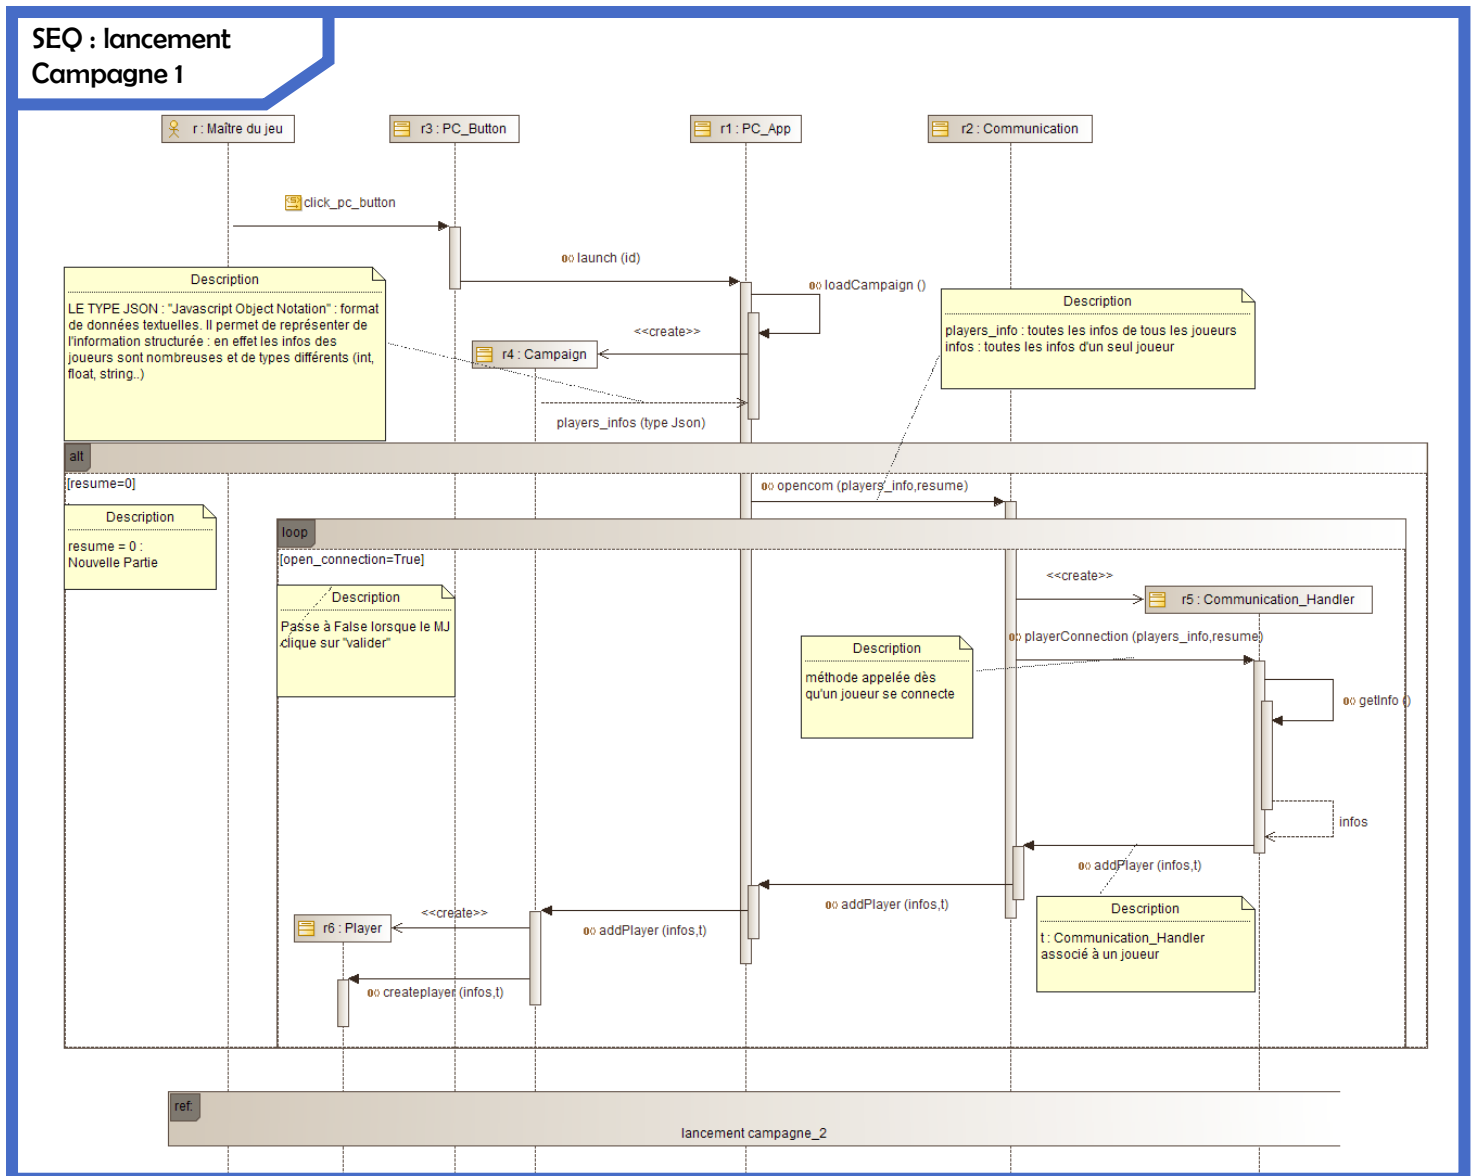 SEQ : lancement
Campagne 1
r : Maître du jeu
r3 : PC_Button
r1 : PC_App
r2 : Communication
click_pc_button
launch (id)
loadCampaign ()
Description
LE TYPE JSON : "Javascript Object Notation" : format
de données textuelles. Il permet de représenter de
l'information structurée : en effet les infos des
joueurs sont nombreuses et de types différents (int,
float, string..)
<<create>>
r4 : Campaign
Description
players_info : toutes les infos de tous les joueurs
infos : toutes les infos d'un seul joueur
players_infos (type Json)
alt
[resume=0]
opencom (players_info,resume)
Description
resume = 0 :
Nouvelle Partie
loop
[open_connection=True]
Description
Passe à False lorsque le MJ
clique sur "valider"
<<create>>
r5 : Communication_Handler
playerConnection (players_info,resume)
Description
méthode appelée dès
qu'un joueur se connecte
getInfo ()
infos
addPlayer (infos,t)
addPlayer (infos,t)
addPlayer (infos,t)
Description
t : Communication_Handler
associé à un joueur
<<create>>
r6 : Player
createplayer (infos,t)
ref:
lancement campagne_2